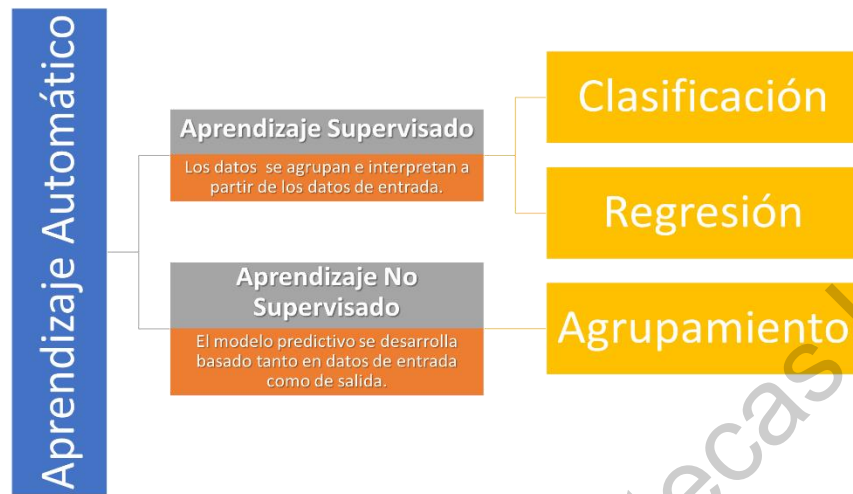 Aprendizaje Automático
Aprendizaje Supervisado
Los datos se agrupan e interpretan a
partir de los datos de entrada.
Aprendizaje No
Supervisado
El modelo predictivo se desarrolla
basado tanto en datos de entrada
como de salida.
Clasificación
Regresión
Agrupamiento